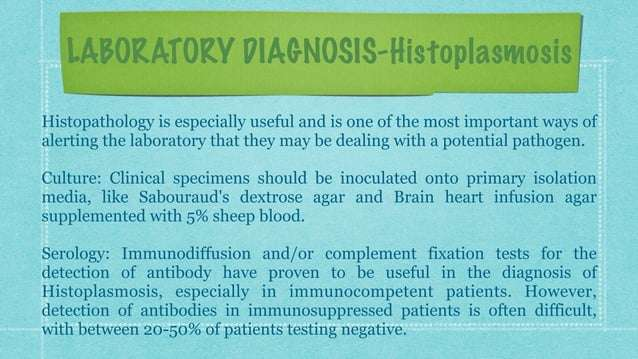 LABORATORY DIAGNOSIS-Histoplasmosis
Histopathology is especially useful and is one of the most important ways of
alerting the laboratory that they may be dealing with a potential pathogen.
Culture: Clinical specimens should be inoculated onto primary isolation
media, like Sabouraud's dextrose agar and Brain heart infusion agar
supplemented with 5% sheep blood.
Serology: Immunodiffusion and/or complement fixation tests for the
detection of antibody have proven to be useful in the diagnosis of
Histoplasmosis, especially in immunocompetent patients. However,
detection of antibodies in immunosuppressed patients is often difficult,
with between 20-50% of patients testing negative.